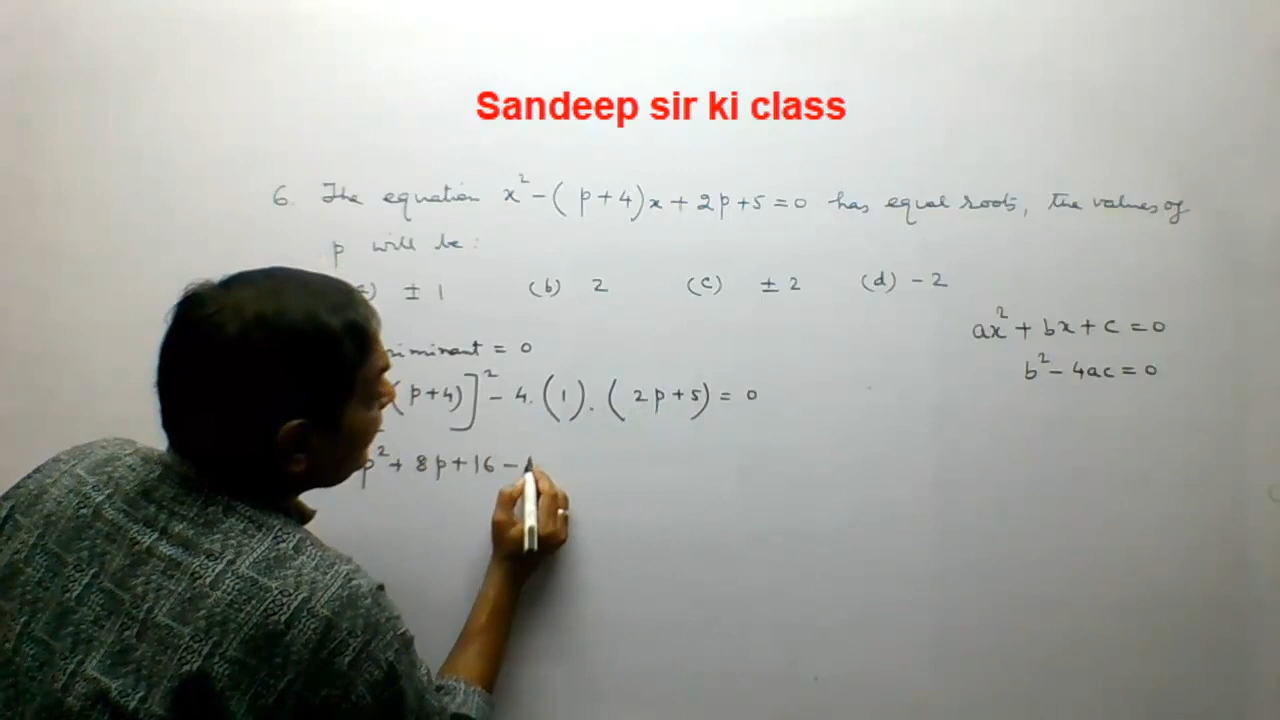 Sandeep sir ki class
6. The equation x² - (p+4)x + 2p+5 = 0 has equal roots, the values of
p will be:
± 1 (b) 2 (c) ± 2 (d) - 2
ax² + bx + c = 0
= 0
b² - 4ac = 0
(p+4)]² - 4. (1). (2p+5) = 0
p² + 8p + 16 -